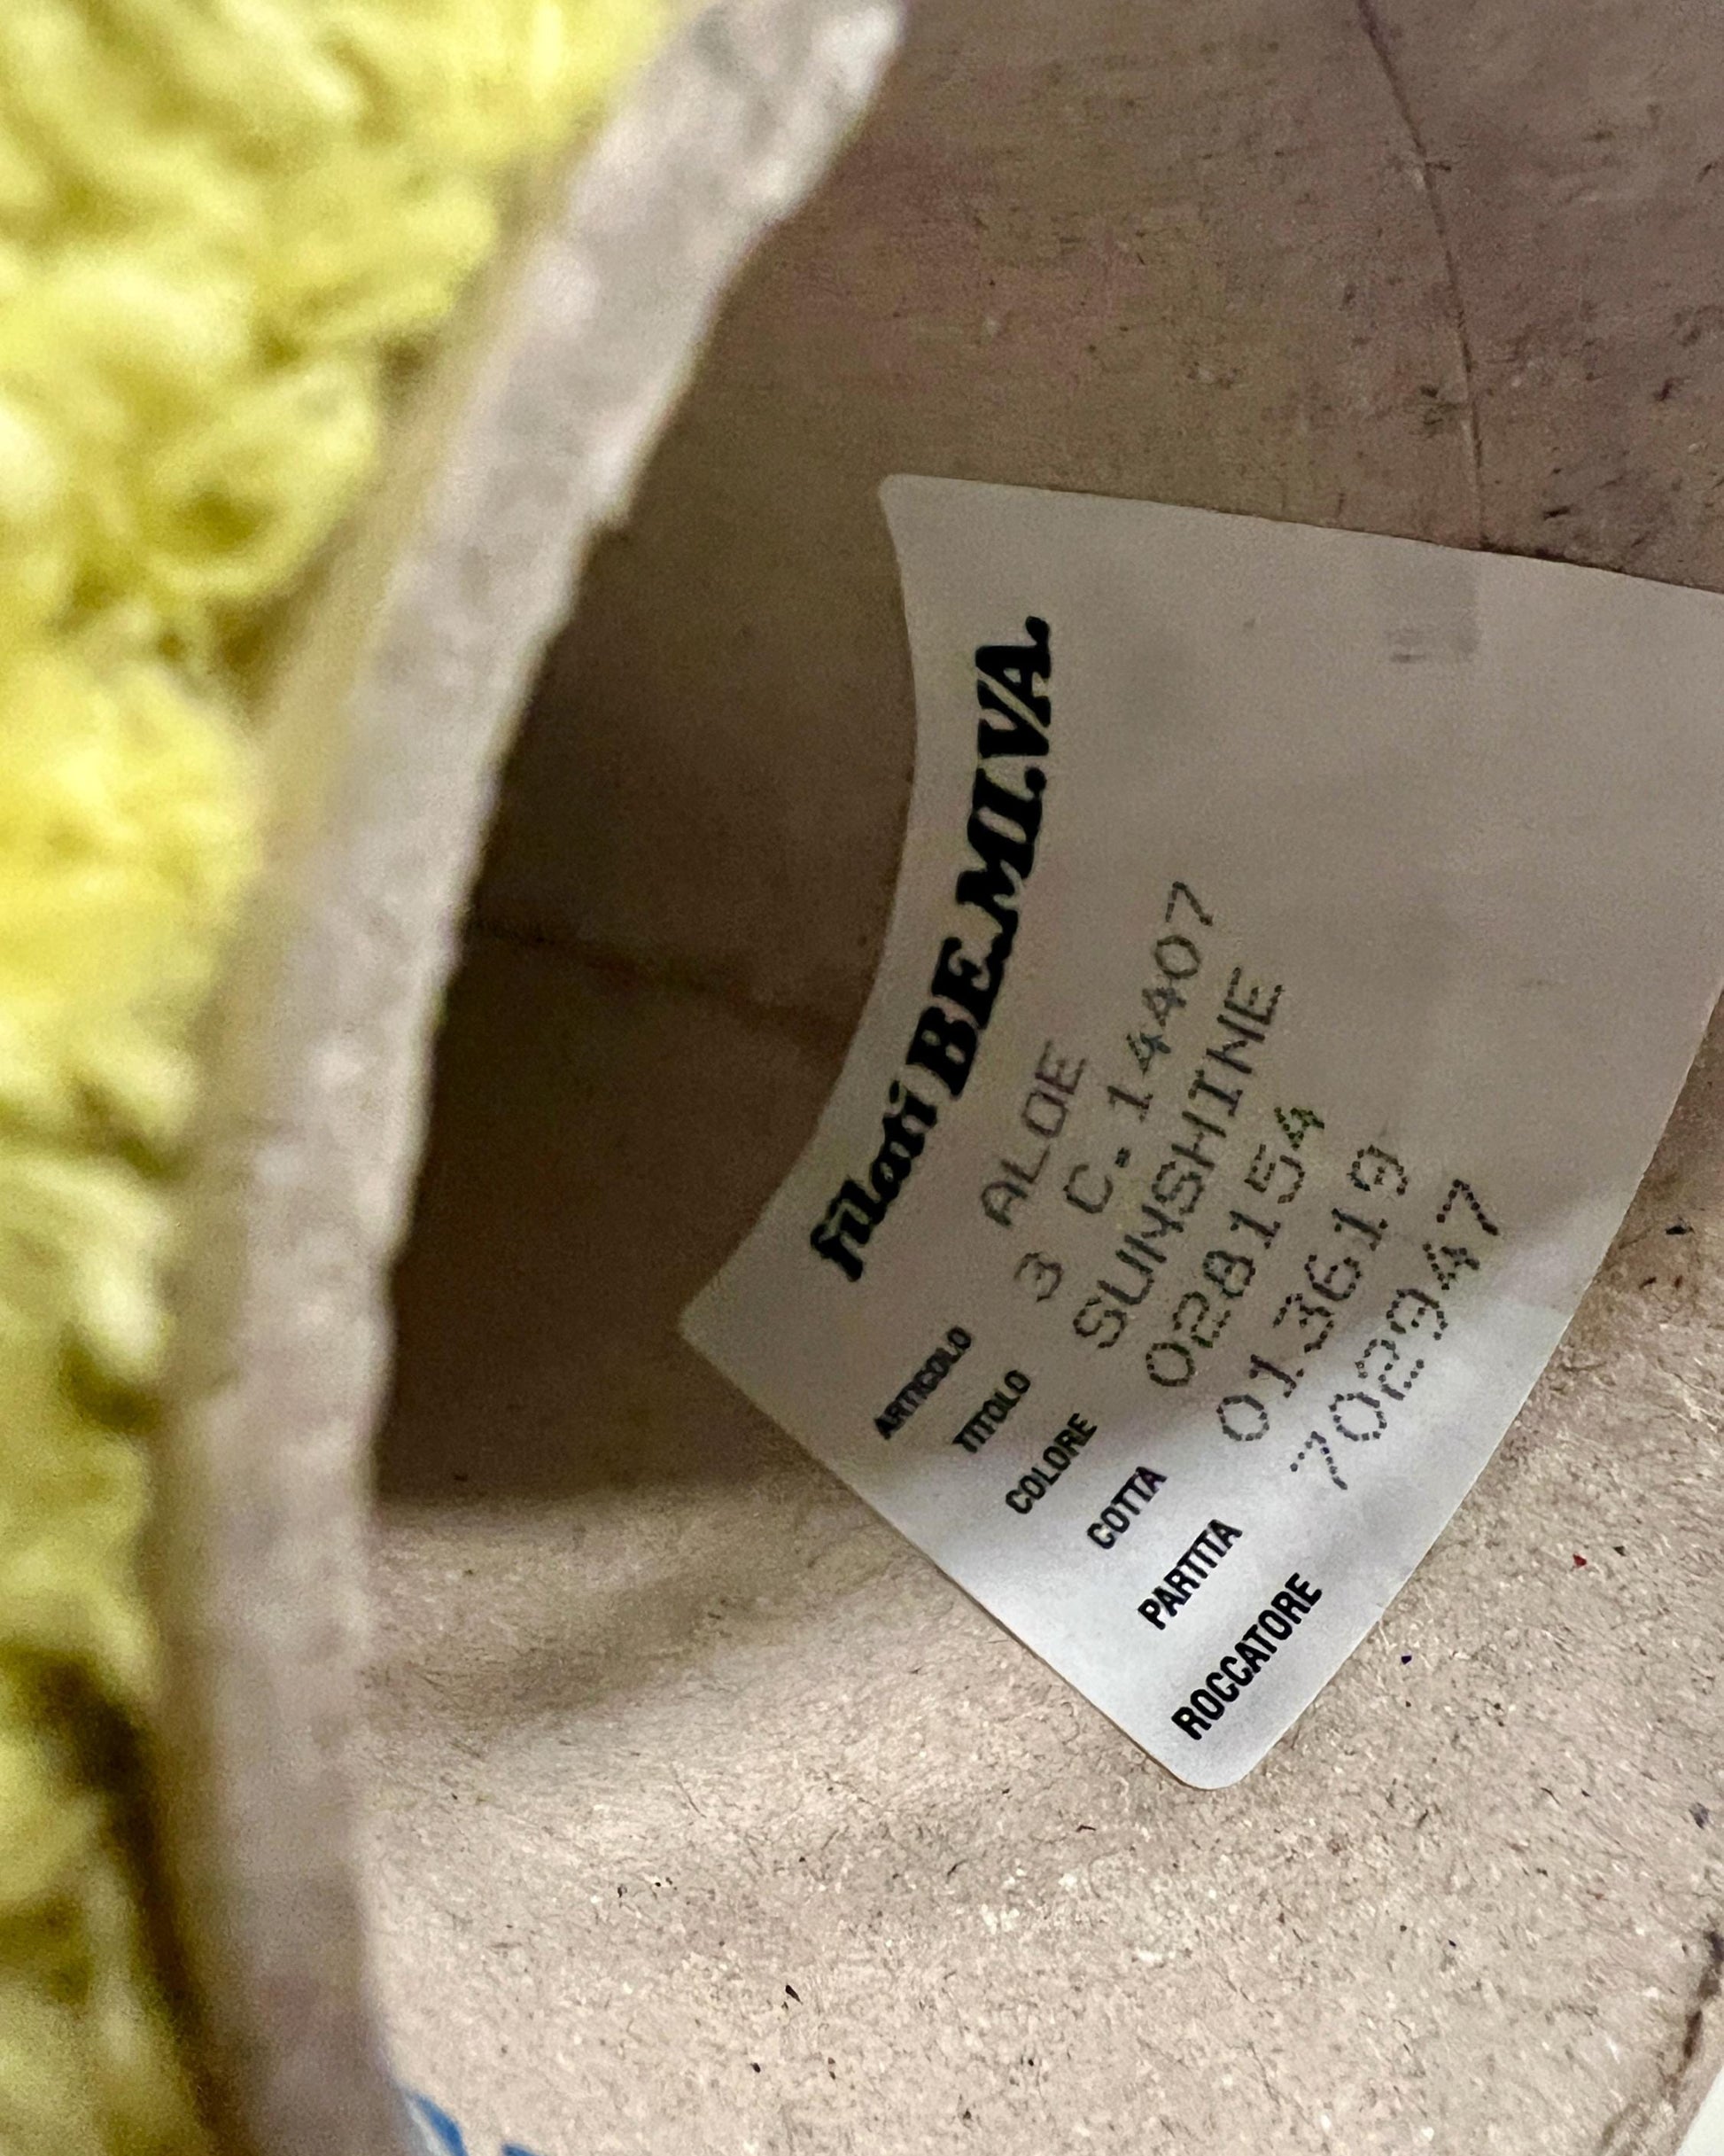 filati BE.MI.VA.
ARTICOLO ALOE
TITOLO 3 C.14407
COLORE SUNSHINE
COTTA 028154
PARTITA 013619
ROCCATORE 702947